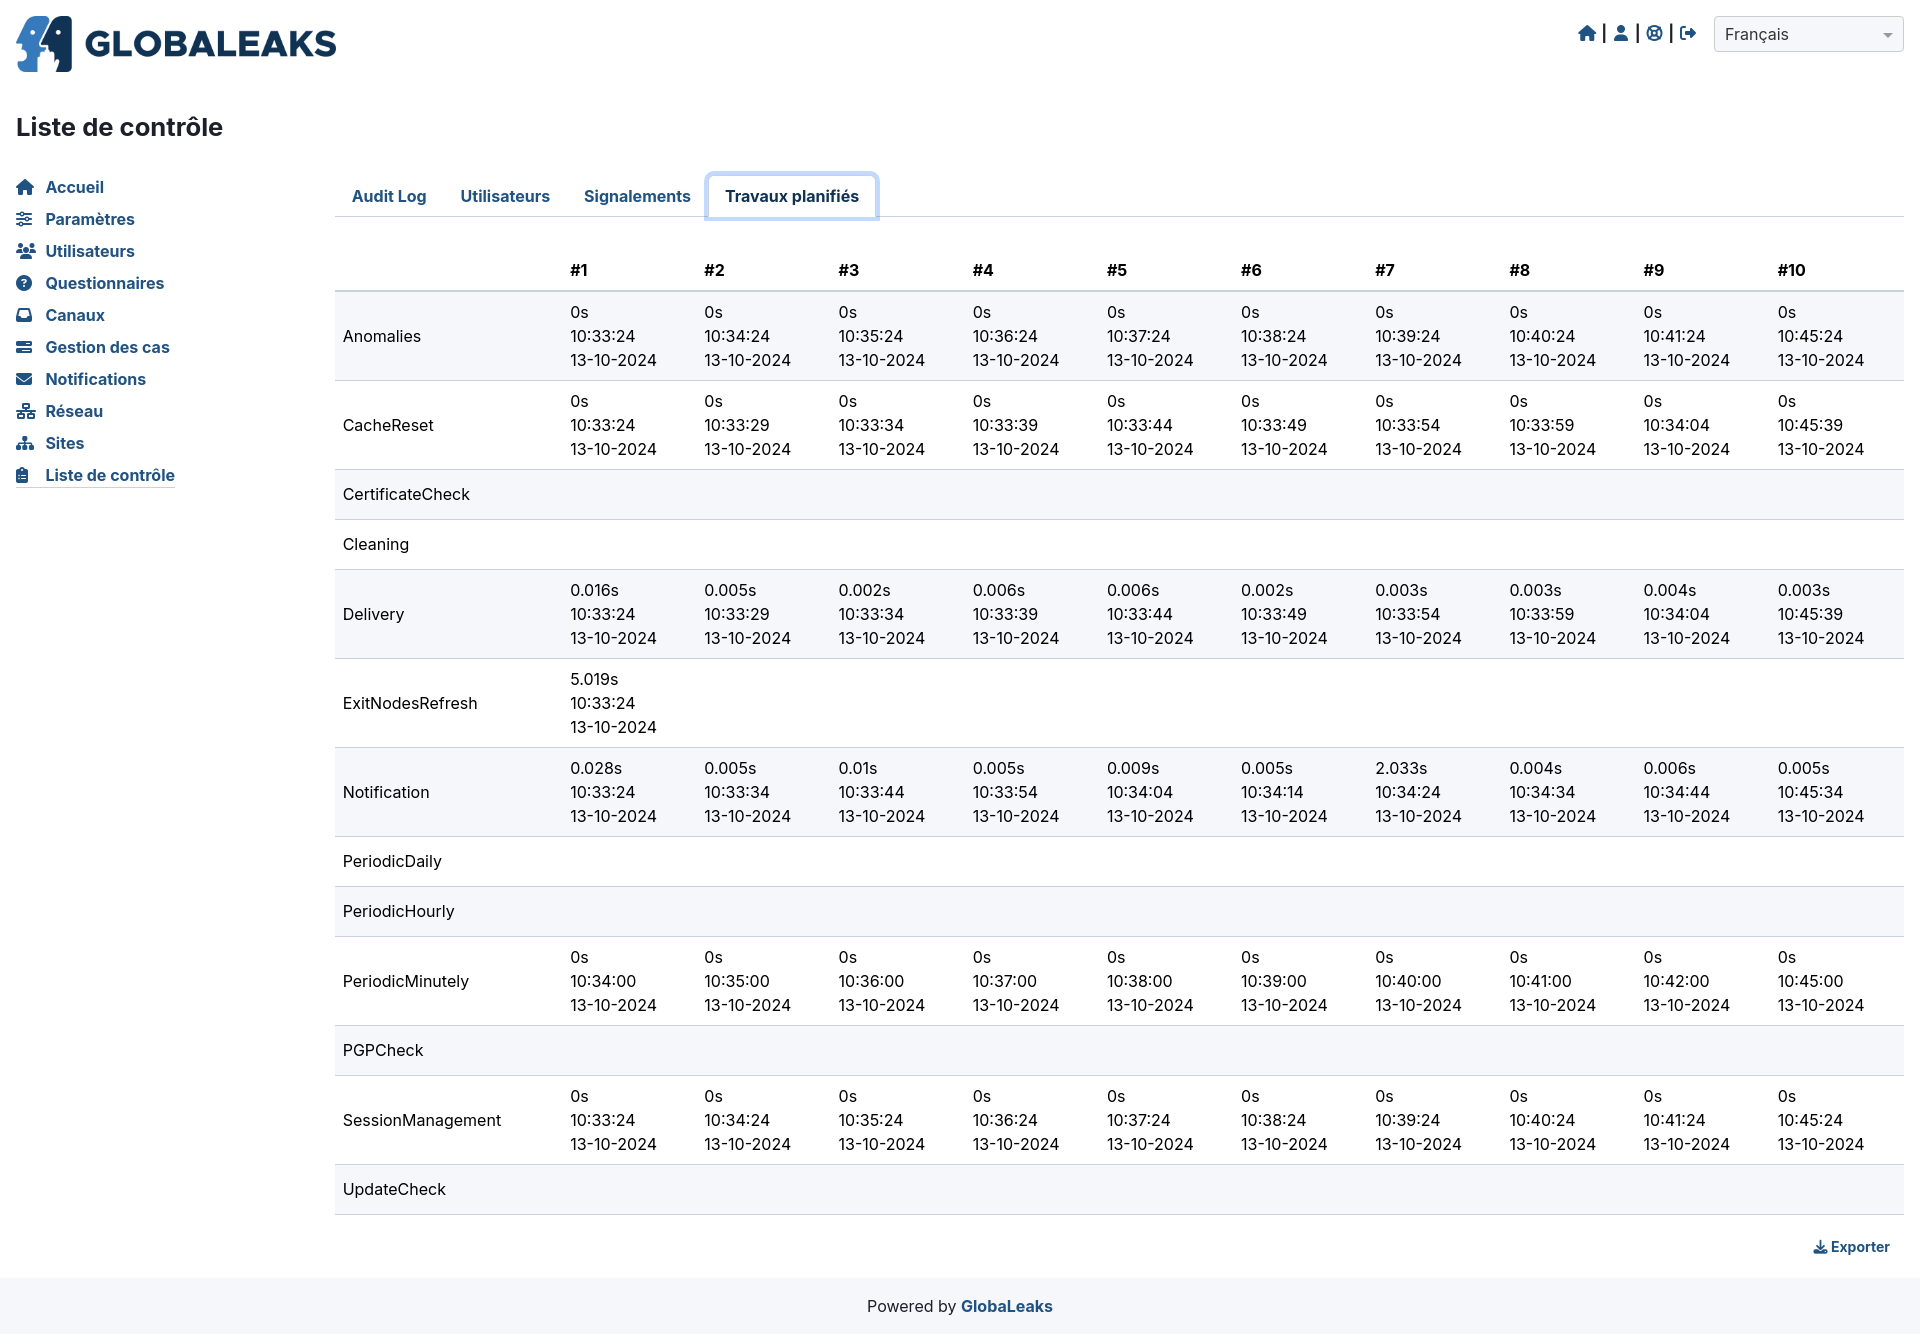 GLOBALEAKS
Français
Liste de contrôle
Accueil
Paramètres
Utilisateurs
Questionnaires
Canaux
Gestion des cas
Notifications
Réseau
Sites
Liste de contrôle
Audit Log Utilisateurs Signalements Travaux planifiés
#1 #2 #3 #4 #5 #6 #7 #8 #9 #10
0s 0s 0s 0s 0s 0s 0s 0s 0s 0s
Anomalies 10:33:24 10:34:24 10:35:24 10:36:24 10:37:24 10:38:24 10:39:24 10:40:24 10:41:24 10:45:24
13-10-2024 13-10-2024 13-10-2024 13-10-2024 13-10-2024 13-10-2024 13-10-2024 13-10-2024 13-10-2024 13-10-2024
0s 0s 0s 0s 0s 0s 0s 0s 0s 0s
CacheReset 10:33:24 10:33:29 10:33:34 10:33:39 10:33:44 10:33:49 10:33:54 10:33:59 10:34:04 10:45:39
13-10-2024 13-10-2024 13-10-2024 13-10-2024 13-10-2024 13-10-2024 13-10-2024 13-10-2024 13-10-2024 13-10-2024
CertificateCheck
Cleaning
0.016s 0.005s 0.002s 0.006s 0.006s 0.002s 0.003s 0.003s 0.004s 0.003s
Delivery 10:33:24 10:33:29 10:33:34 10:33:39 10:33:44 10:33:49 10:33:54 10:33:59 10:34:04 10:45:39
13-10-2024 13-10-2024 13-10-2024 13-10-2024 13-10-2024 13-10-2024 13-10-2024 13-10-2024 13-10-2024 13-10-2024
5.019s
ExitNodesRefresh 10:33:24
13-10-2024
0.028s 0.005s 0.01s 0.005s 0.009s 0.005s 2.033s 0.004s 0.006s 0.005s
Notification 10:33:24 10:33:34 10:33:44 10:33:54 10:34:04 10:34:14 10:34:24 10:34:34 10:34:44 10:45:34
13-10-2024 13-10-2024 13-10-2024 13-10-2024 13-10-2024 13-10-2024 13-10-2024 13-10-2024 13-10-2024 13-10-2024
PeriodicDaily
PeriodicHourly
0s 0s 0s 0s 0s 0s 0s 0s 0s 0s
PeriodicMinutely 10:34:00 10:35:00 10:36:00 10:37:00 10:38:00 10:39:00 10:40:00 10:41:00 10:42:00 10:45:00
13-10-2024 13-10-2024 13-10-2024 13-10-2024 13-10-2024 13-10-2024 13-10-2024 13-10-2024 13-10-2024 13-10-2024
PGPCheck
0s 0s 0s 0s 0s 0s 0s 0s 0s 0s
SessionManagement 10:33:24 10:34:24 10:35:24 10:36:24 10:37:24 10:38:24 10:39:24 10:40:24 10:41:24 10:45:24
13-10-2024 13-10-2024 13-10-2024 13-10-2024 13-10-2024 13-10-2024 13-10-2024 13-10-2024 13-10-2024 13-10-2024
UpdateCheck
Exporter
Powered by GlobaLeaks